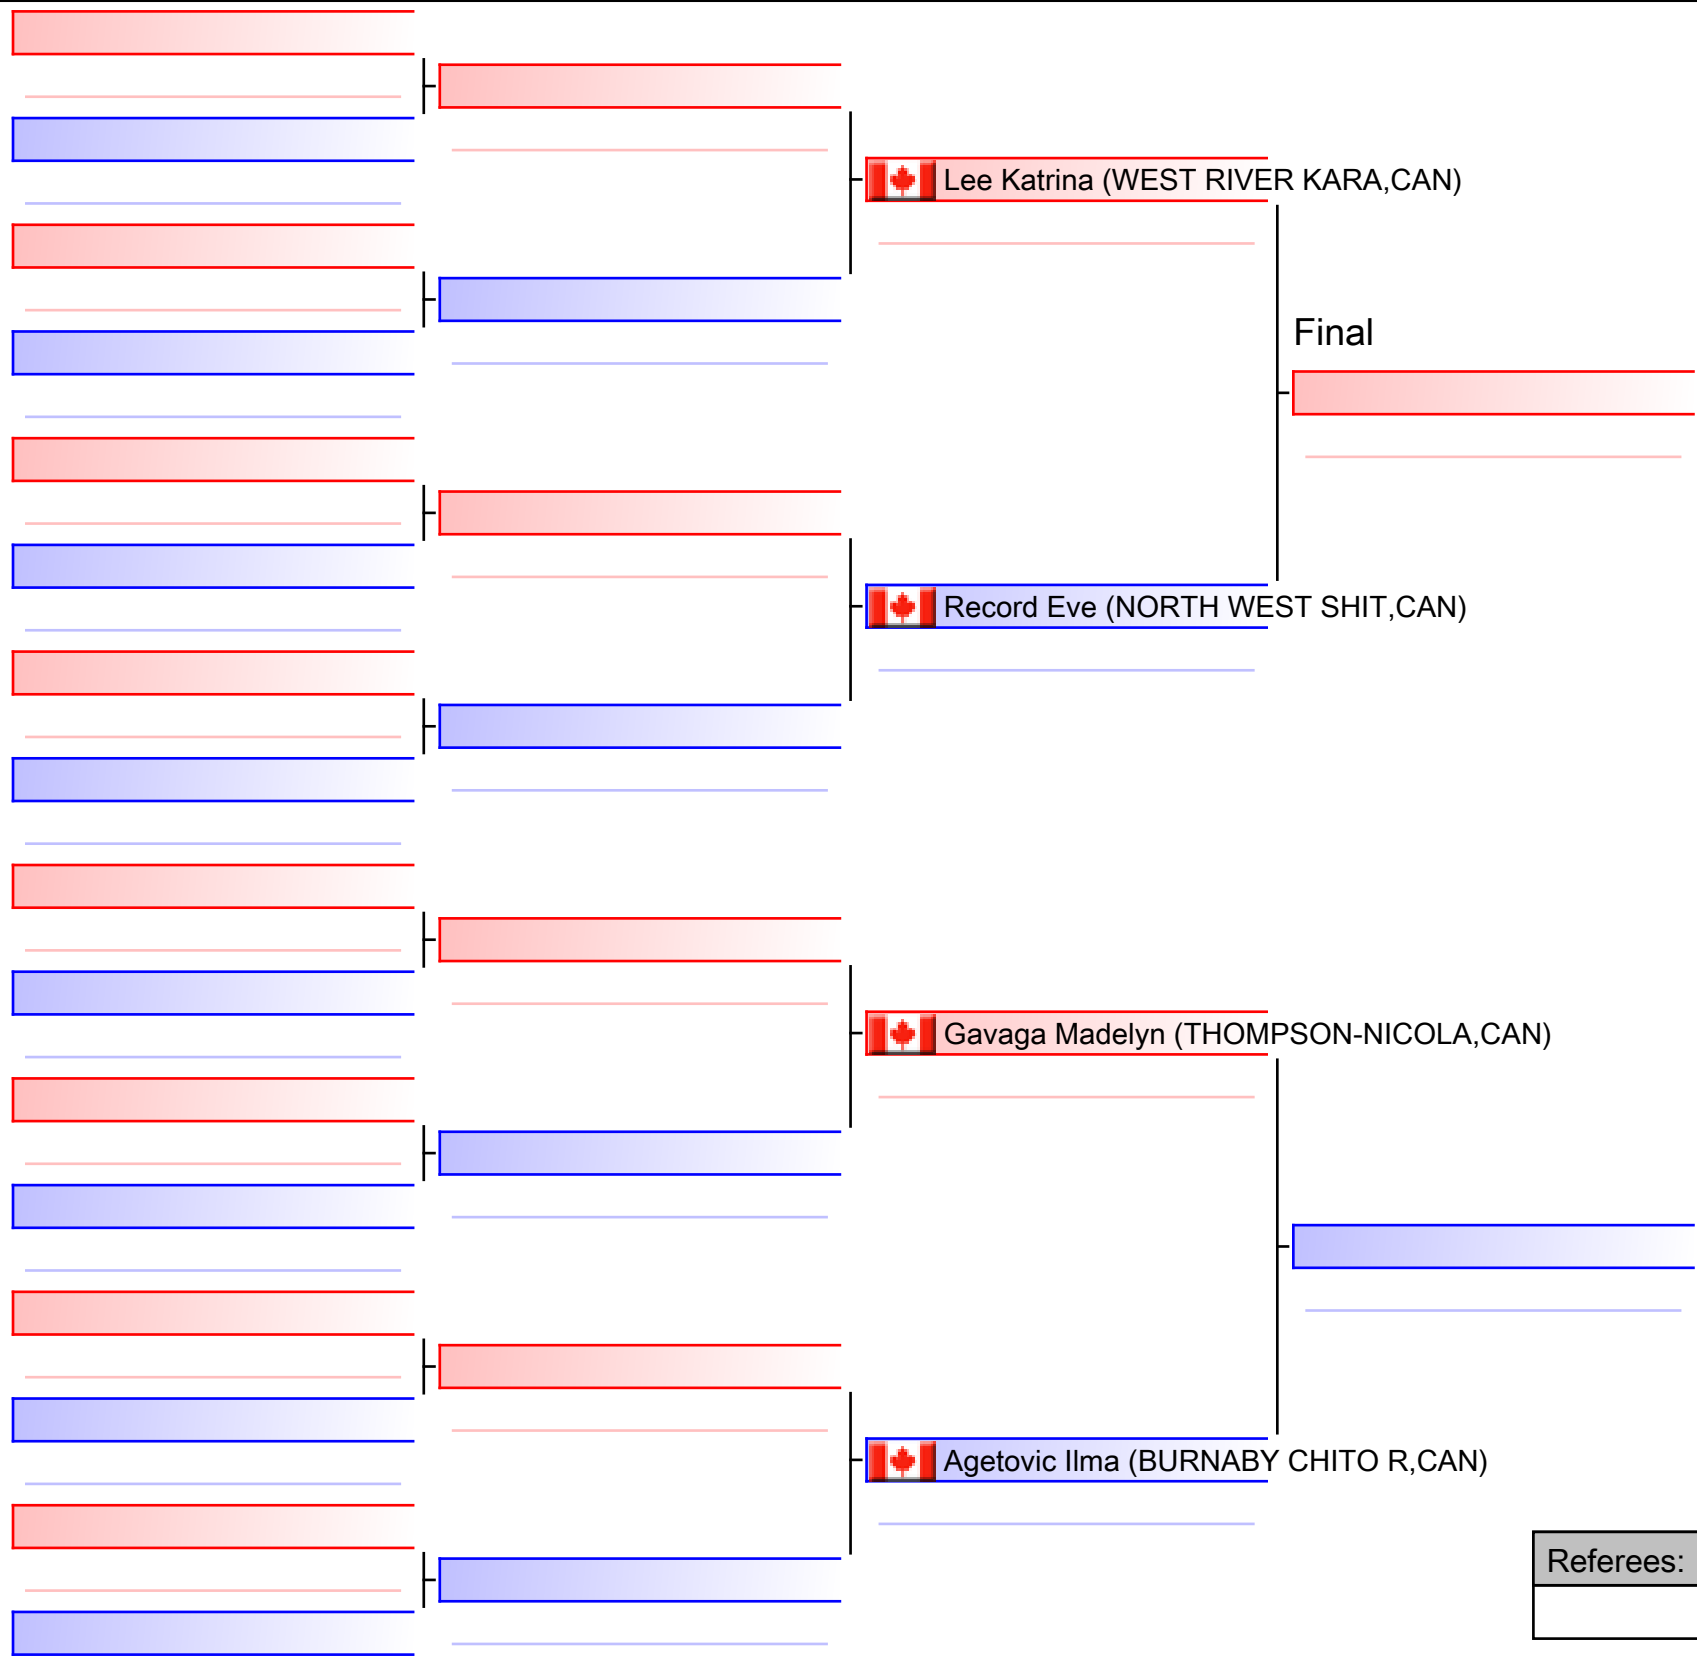 Lee Katrina (WEST RIVER KARA,CAN)
Final
Record Eve (NORTH WEST SHIT,CAN)
Gavaga Madelyn (THOMPSON-NICOLA,CAN)
Agetovic Ilma (BURNABY CHITO R,CAN)
Referees: